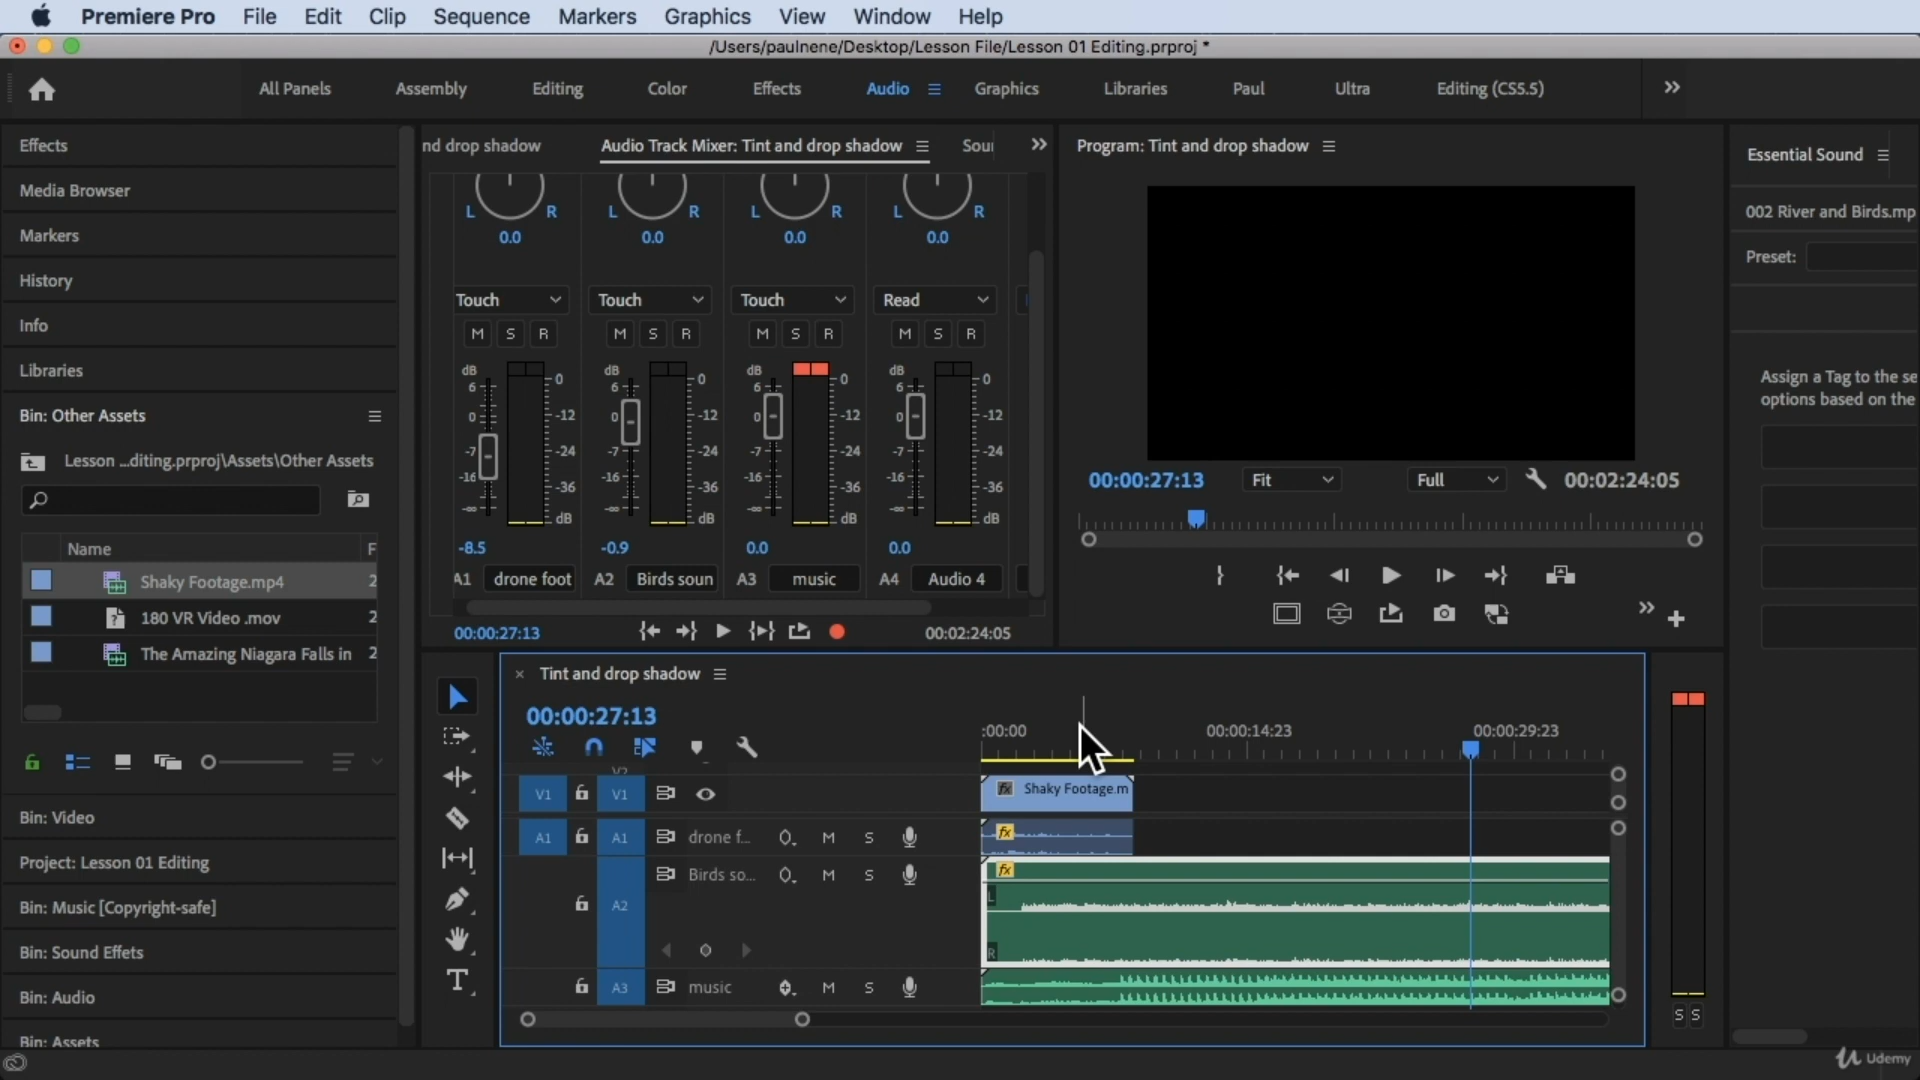 Premiere Pro File Edit Clip Sequence Markers Graphics View Window Help
/Users/paulnene/Desktop/Lesson File/Lesson 01 Editing.prproj *
All Panels Assembly Editing Color Effects Audio Graphics Libraries Paul Ultra Editing (CS5.5)
Effects
Media Browser
Markers
History
Info
Libraries
Bin: Other Assets
Lesson ...diting.prproj\Assets\Other Assets
Name F
Shaky Footage.mp4 2
180 VR Video .mov 2
The Amazing Niagara Falls in 2
Bin: Video
Project: Lesson 01 Editing
Bin: Music [Copyright-safe]
Bin: Sound Effets
Bin: Audio
Bin: Assets
nd drop shadow Audio Track Mixer: Tint and drop shadow Sou
L R L R L R L R
0.0 0.0 0.0 0.0
Touch Touch Touch Read
M S R M S R M S R M S R
dB dB dB dB
6 0 6 0 6 0 6 0
0 -12 0 -12 0 -12 0 -12
-7 -24 -7 -24 -7 -24 -7 -24
-16 -36 -16 -36 -16 -36 -16 -36
-∞ dB -∞ dB -∞ dB -∞ dB
-8.5 -0.9 0.0 0.0
A1 drone foot A2 Birds soun A3 music A4 Audio 4
00:00:27:13 00:02:24:05
Program: Tint and drop shadow
00:00:27:13 Fit Full 00:02:24:05
Essential Sound
002 River and Birds.mp
Preset:
Assign a Tag to the se
options based on the
Tint and drop shadow
00:00:27:13
:00:00 00:00:14:23 00:00:29:23
V2
V1 V1 fx Shaky Footage.m
A1 A1 drone f... M S fx
A2 Birds so... M S fx
L
R
A3 music M S
S S
Udemy